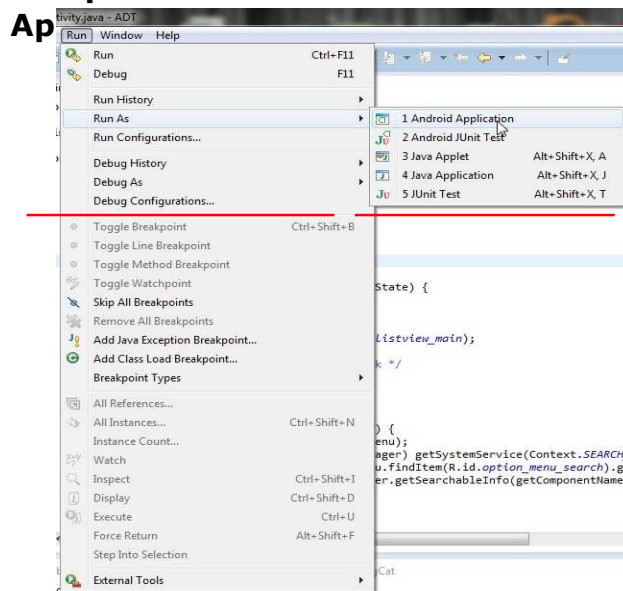 Ap
tivity.java - ADT
Run Window Help
Run Ctrl+F11
Debug F11
Run History
Run As
1 Android Application
2 Android JUnit Test
3 Java Applet Alt+Shift+X, A
4 Java Application Alt+Shift+X, J
5 JUnit Test Alt+Shift+X, T
Run Configurations...
Debug History
Debug As
Debug Configurations...
Toggle Breakpoint Ctrl+Shift+B
Toggle Line Breakpoint
Toggle Method Breakpoint
Toggle Watchpoint
State) {
Skip All Breakpoints
Remove All Breakpoints
Add Java Exception Breakpoint...
listview_main);
Add Class Load Breakpoint...
k */
Breakpoint Types
All References...
All Instances... Ctrl+Shift+N
) {
Instance Count...
enu);
Watch
ager) getSystemService(Context.SEARCH
u.findItem(R.id.option_menu_search).g
Inspect Ctrl+Shift+I
er.getSearchableInfo(getComponentName
Display Ctrl+Shift+D
Execute Ctrl+U
Force Return Alt+Shift+F
Step Into Selection
Cat
External Tools